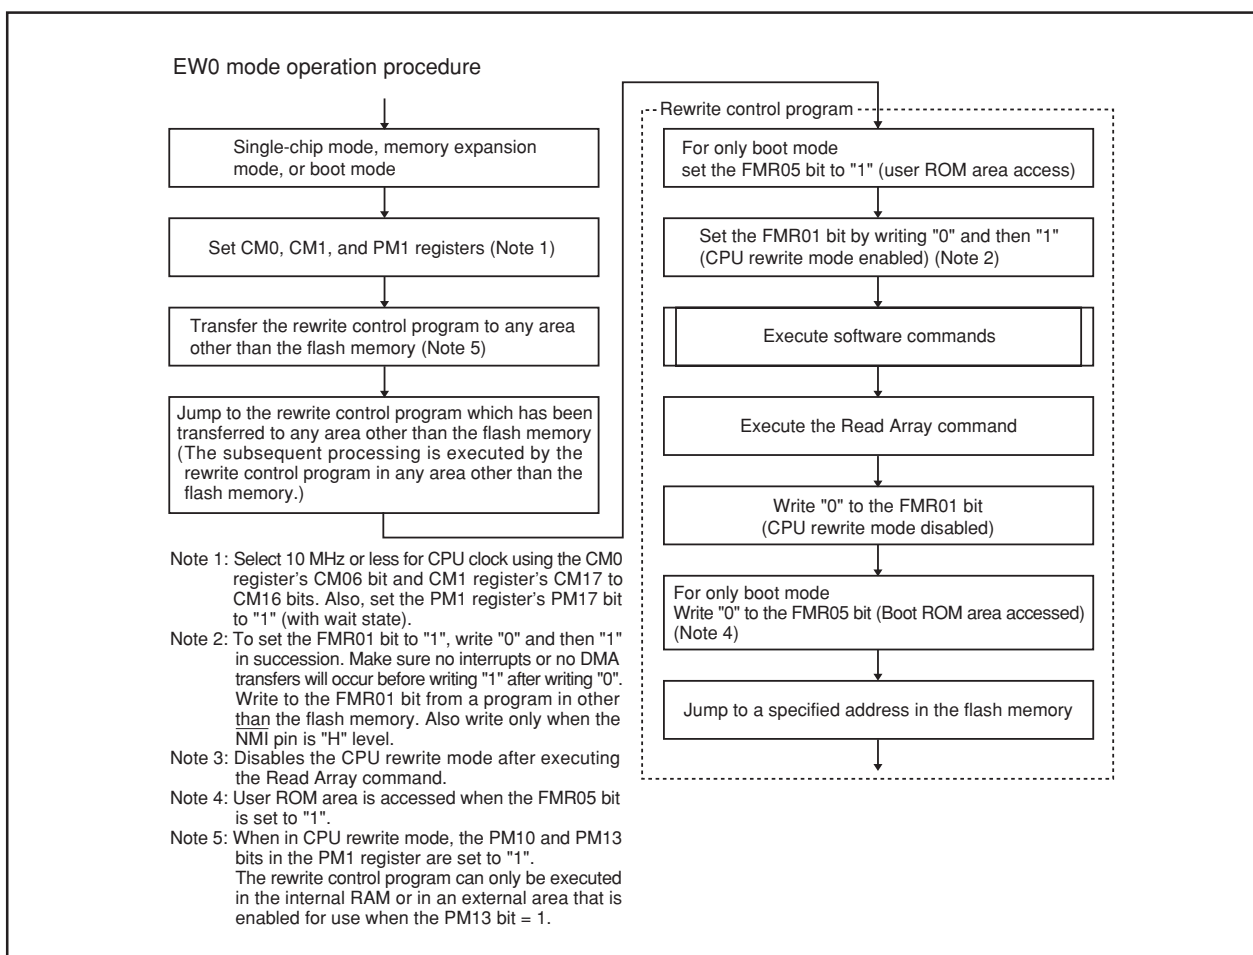 EW0 mode operation procedure
Single-chip mode, memory expansion
mode, or boot mode
Set CM0, CM1, and PM1 registers (Note 1)
Transfer the rewrite control program to any area
other than the flash memory (Note 5)
Jump to the rewrite control program which has been
transferred to any area other than the flash memory
(The subsequent processing is executed by the
rewrite control program in any area other than the
flash memory.)
Note 1: Select 10 MHz or less for CPU clock using the CM0
register's CM06 bit and CM1 register's CM17 to
CM16 bits. Also, set the PM1 register's PM17 bit
to "1" (with wait state).
Note 2: To set the FMR01 bit to "1", write "0" and then "1"
in succession. Make sure no interrupts or no DMA
transfers will occur before writing "1" after writing "0".
Write to the FMR01 bit from a program in other
than the flash memory. Also write only when the
NMI pin is "H" level.
Note 3: Disables the CPU rewrite mode after executing
the Read Array command.
Note 4: User ROM area is accessed when the FMR05 bit
is set to "1".
Note 5: When in CPU rewrite mode, the PM10 and PM13
bits in the PM1 register are set to "1".
The rewrite control program can only be executed
in the internal RAM or in an external area that is
enabled for use when the PM13 bit = 1.
Rewrite control program
For only boot mode
set the FMR05 bit to "1" (user ROM area access)
Set the FMR01 bit by writing "0" and then "1"
(CPU rewrite mode enabled) (Note 2)
Execute software commands
Execute the Read Array command
Write "0" to the FMR01 bit
(CPU rewrite mode disabled)
For only boot mode
Write "0" to the FMR05 bit (Boot ROM area accessed)
(Note 4)
Jump to a specified address in the flash memory